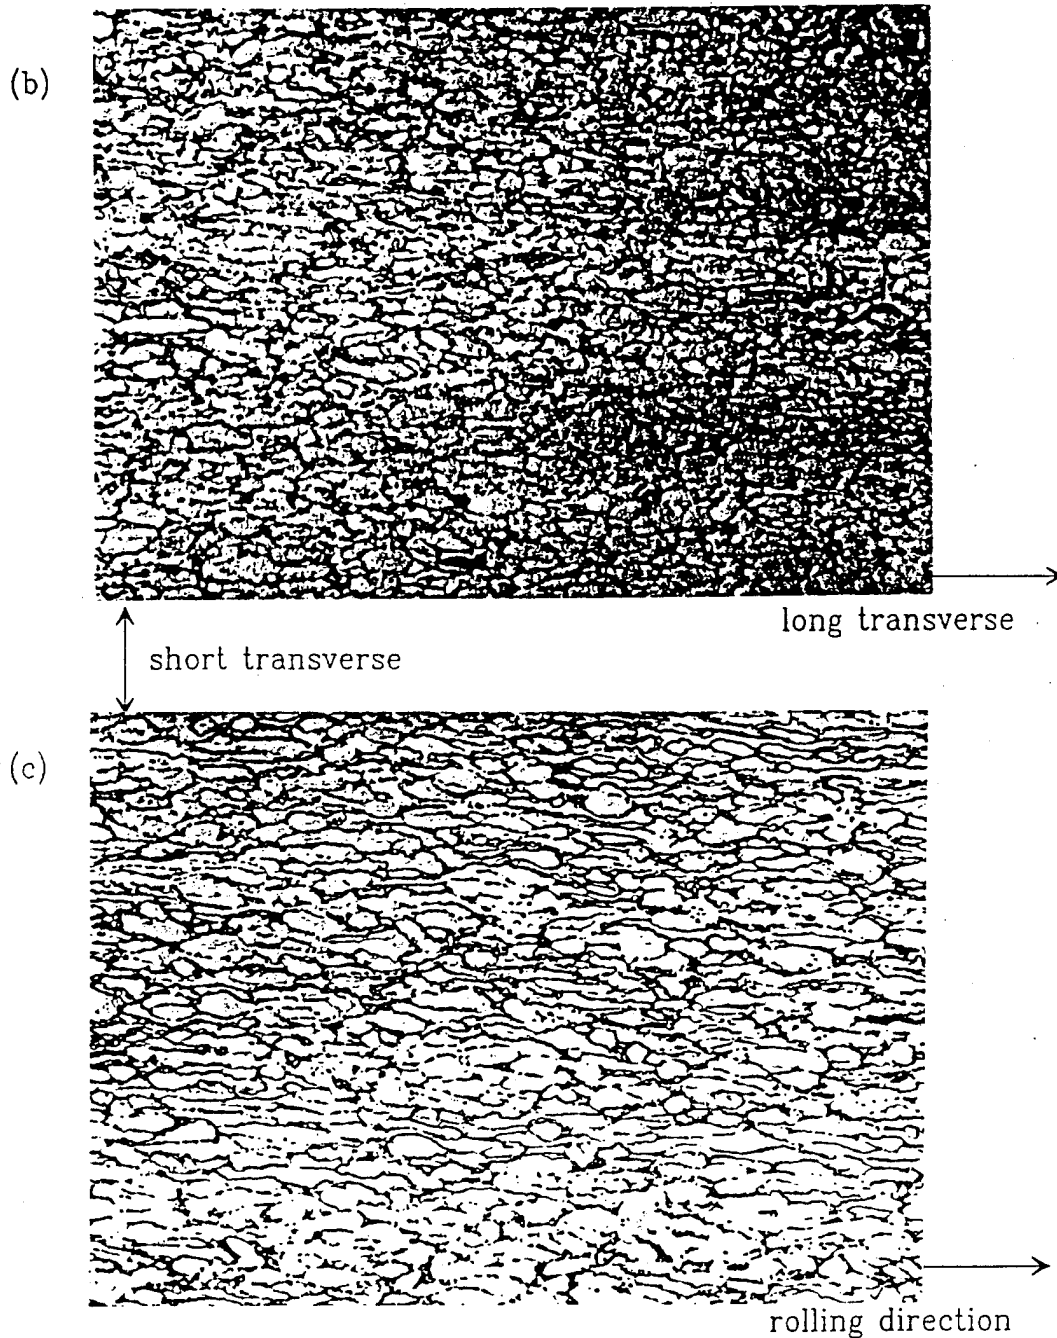 (b)
long transverse
short transverse
(c)
rolling direction